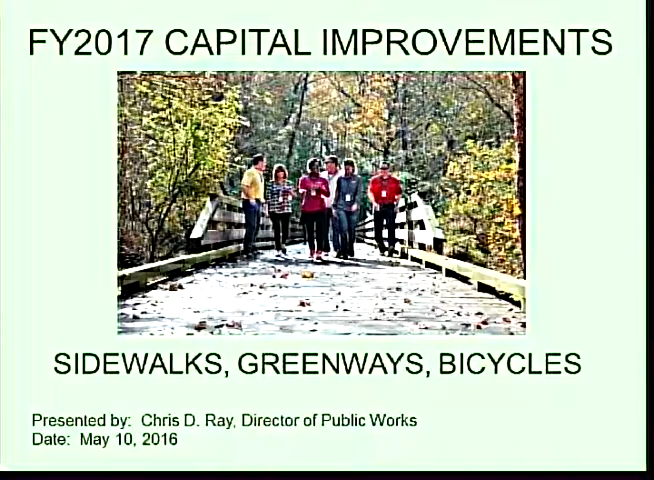 FY2017 CAPITAL IMPROVEMENTS
SIDEWALKS, GREENWAYS, BICYCLES
Presented by: Chris D. Ray, Director of Public Works
Date: May 10, 2016